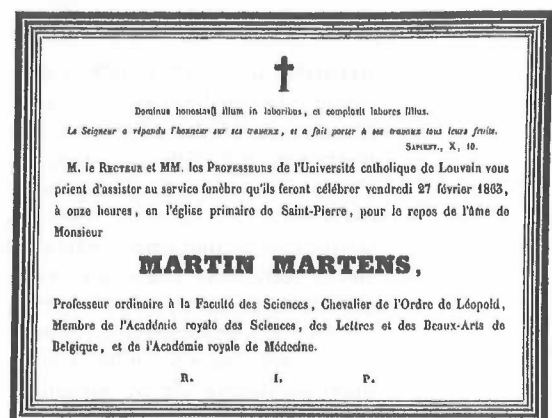 Dominus honestavit illum in laboribus, et complevit labores illius.
Le Seigneur a répandu l'honneur sur ses travaux, et a fait porter à ses travaux tous leurs fruits.
SAPIENT., X, 10.
M. le RECTEUR et MM. les PROFESSEURS de l'Université catholique de Louvain vous
prient d'assister au service funèbre qu'ils feront célébrer vendredi 27 février 1863,
à onze heures, en l'église primaire de Saint-Pierre, pour le repos de l'âme de
Monsieur
MARTIN MARTENS,
Professeur ordinaire à la Faculté des Sciences, Chevalier de l'Ordre de Léopold,
Membre de l'Académie royale des Sciences, des Lettres et des Beaux-Arts de
Belgique, et de l'Académie royale de Médecine.
R. I. P.